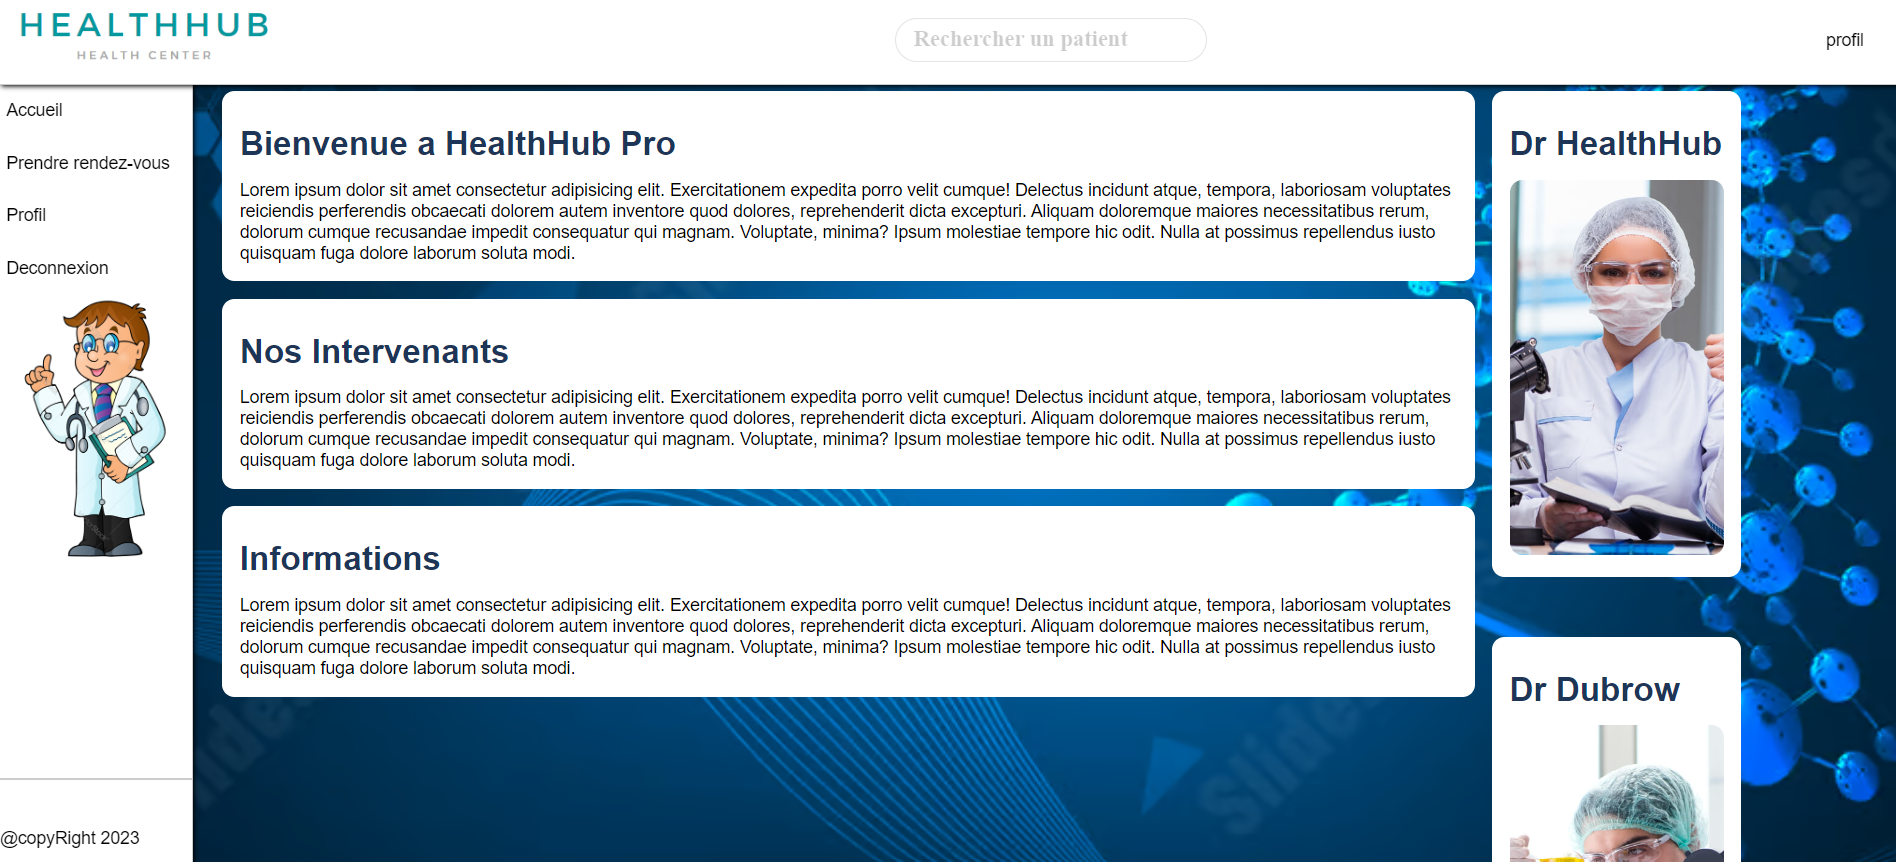 HEALTHHUB
HEALTH CENTER
Rechercher un patient
profil
Accueil
Prendre rendez-vous
Profil
Deconnexion
@copyRight 2023
Bienvenue a HealthHub Pro
Lorem ipsum dolor sit amet consectetur adipisicing elit. Exercitationem expedita porro velit cumque! Delectus incidunt atque, tempora, laboriosam voluptates
reiciendis perferendis obcaecati dolorem autem inventore quod dolores, reprehenderit dicta excepturi. Aliquam doloremque maiores necessitatibus rerum,
dolorum cumque recusandae impedit consequatur qui magnam. Voluptate, minima? Ipsum molestiae tempore hic odit. Nulla at possimus repellendus iusto
quisquam fuga dolore laborum soluta modi.
Nos Intervenants
Lorem ipsum dolor sit amet consectetur adipisicing elit. Exercitationem expedita porro velit cumque! Delectus incidunt atque, tempora, laboriosam voluptates
reiciendis perferendis obcaecati dolorem autem inventore quod dolores, reprehenderit dicta excepturi. Aliquam doloremque maiores necessitatibus rerum,
dolorum cumque recusandae impedit consequatur qui magnam. Voluptate, minima? Ipsum molestiae tempore hic odit. Nulla at possimus repellendus iusto
quisquam fuga dolore laborum soluta modi.
Informations
Lorem ipsum dolor sit amet consectetur adipisicing elit. Exercitationem expedita porro velit cumque! Delectus incidunt atque, tempora, laboriosam voluptates
reiciendis perferendis obcaecati dolorem autem inventore quod dolores, reprehenderit dicta excepturi. Aliquam doloremque maiores necessitatibus rerum,
dolorum cumque recusandae impedit consequatur qui magnam. Voluptate, minima? Ipsum molestiae tempore hic odit. Nulla at possimus repellendus iusto
quisquam fuga dolore laborum soluta modi.
Dr HealthHub
Dr Dubrow